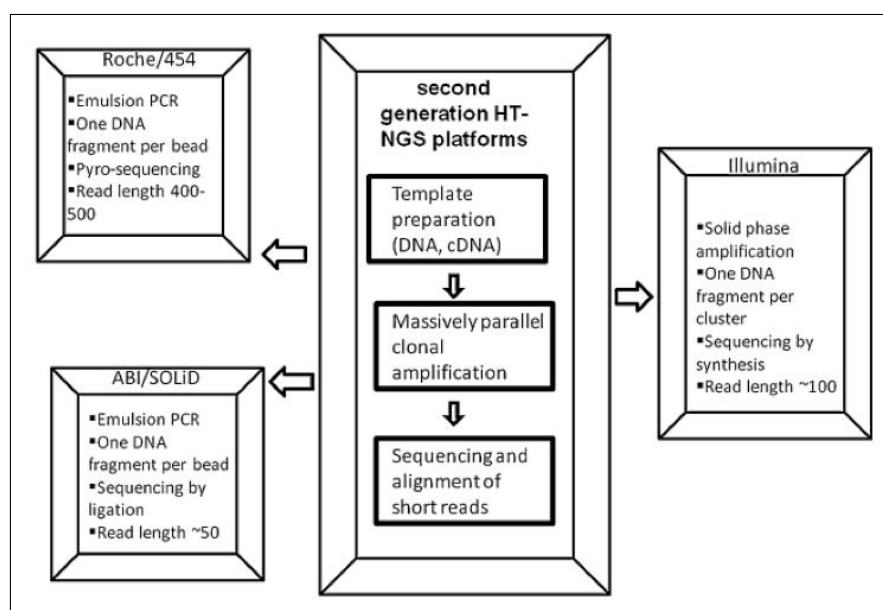 Roche/454
▪Emulsion PCR
▪One DNA
fragment per bead
▪Pyro-sequencing
▪Read length 400-
500
ABI/SOLiD
▪Emulsion PCR
▪One DNA
fragment per bead
▪Sequencing by
ligation
▪Read length ~50
second
generation HT-
NGS platforms
Template
preparation
(DNA, cDNA)
Massively parallel
clonal
amplification
Sequencing and
alignment of
short reads
Illumina
▪Solid phase
amplification
▪One DNA
fragment per
cluster
▪Sequencing by
synthesis
▪Read length ~100